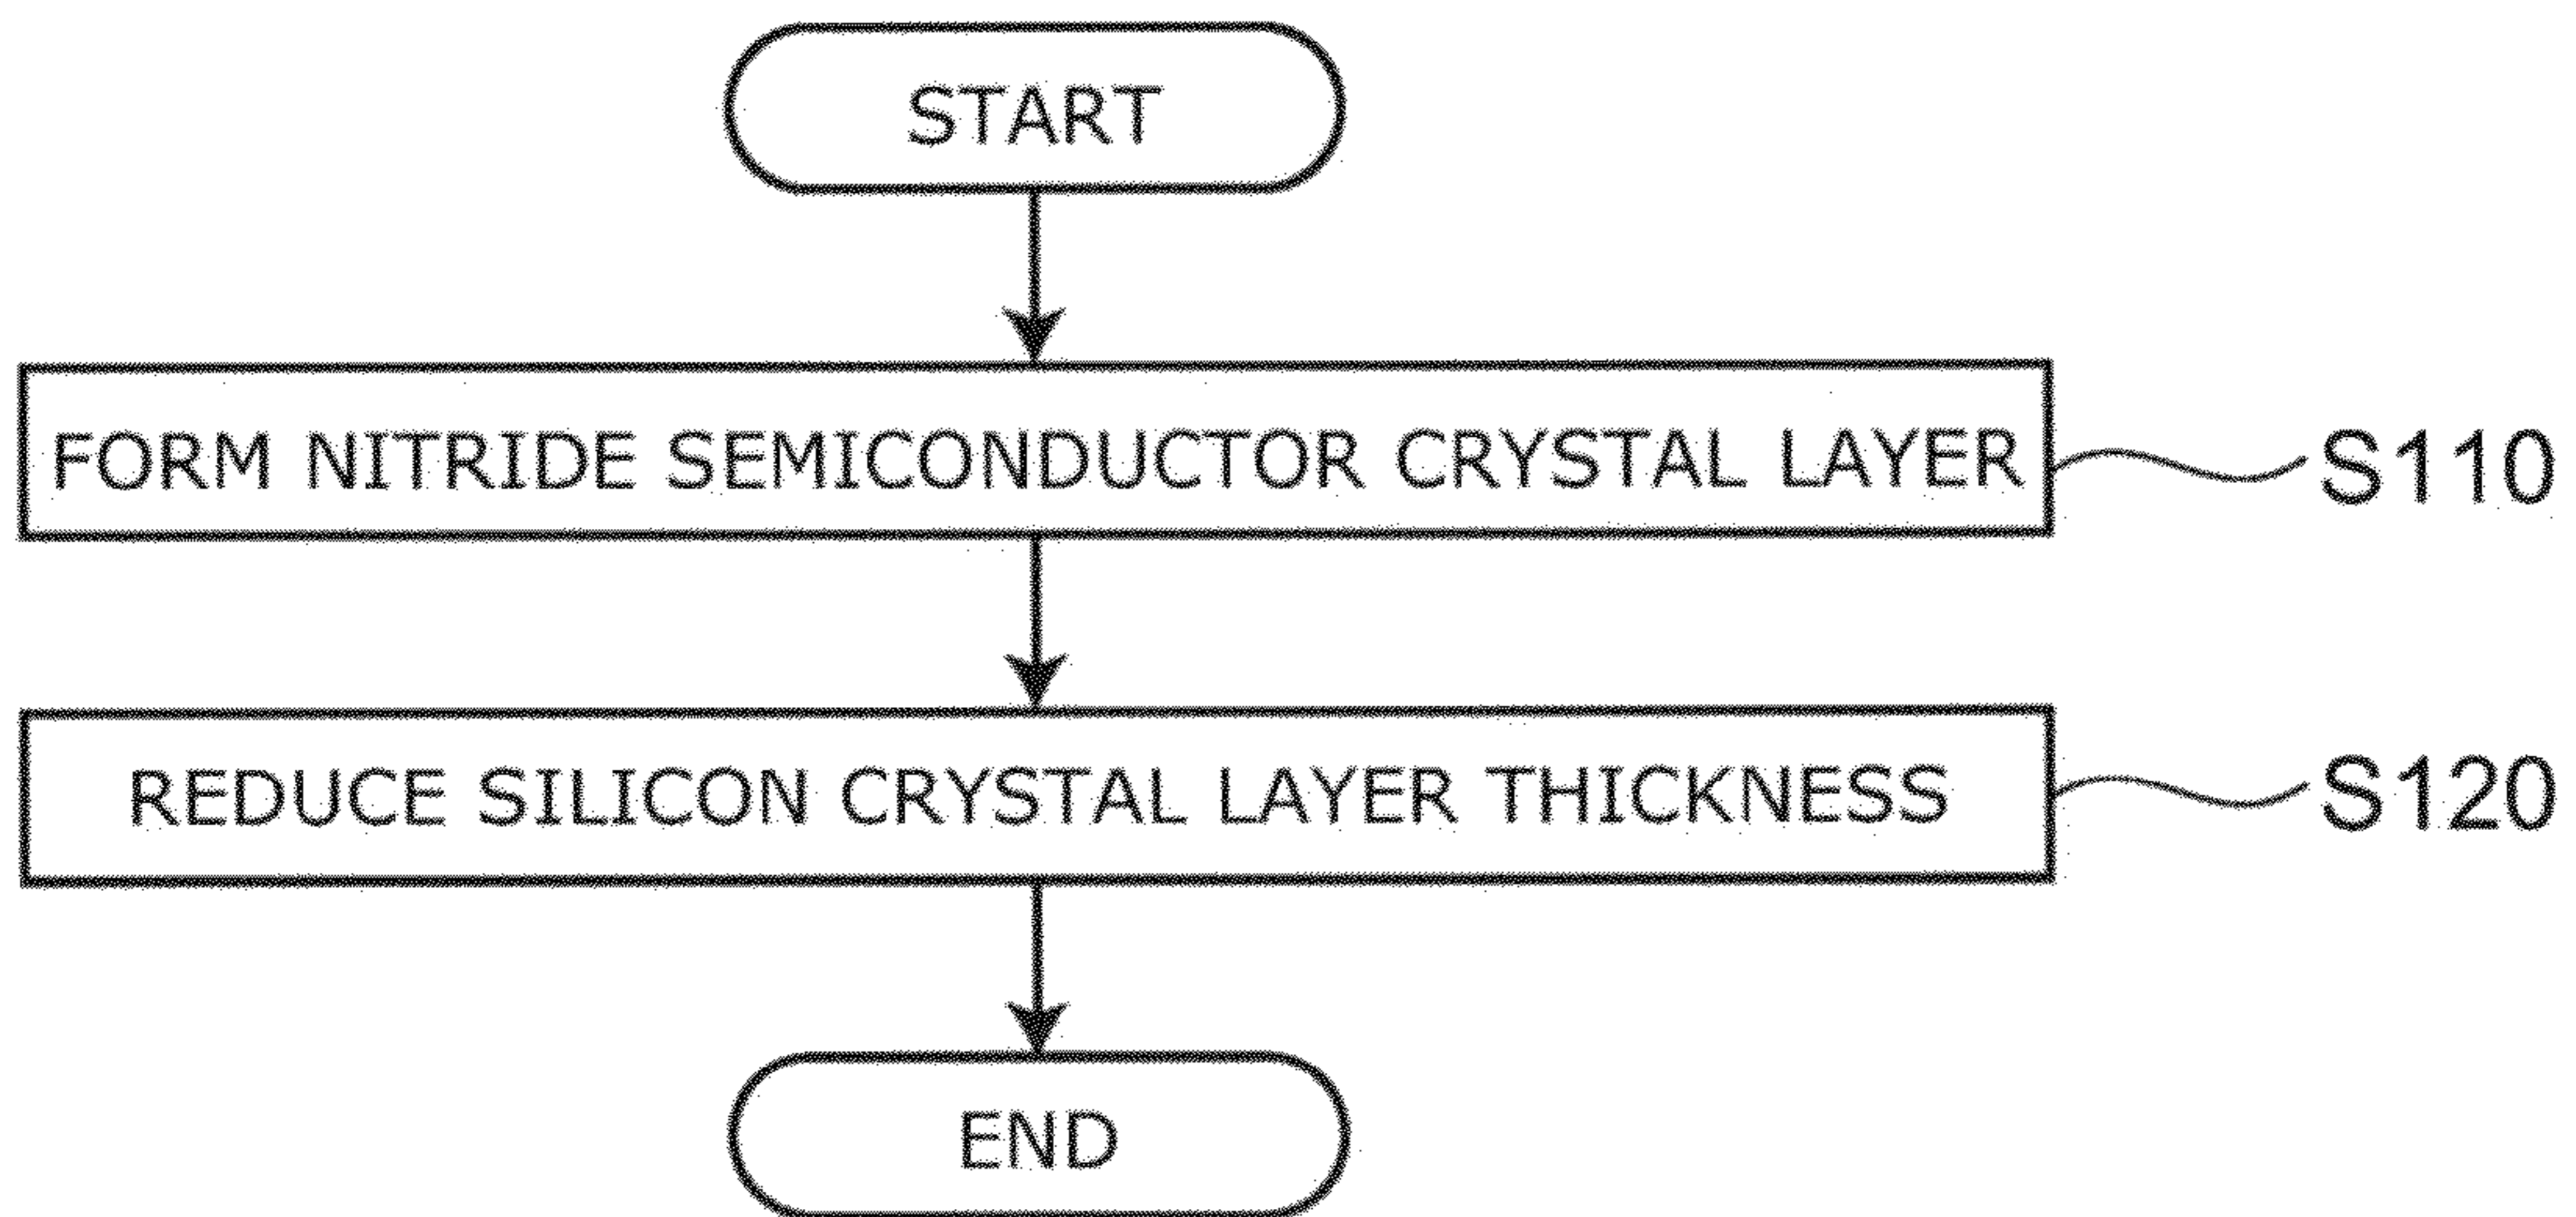 START
FORM NITRIDE SEMICONDUCTOR CRYSTAL LAYER
S110
REDUCE SILICON CRYSTAL LAYER THICKNESS
S120
END